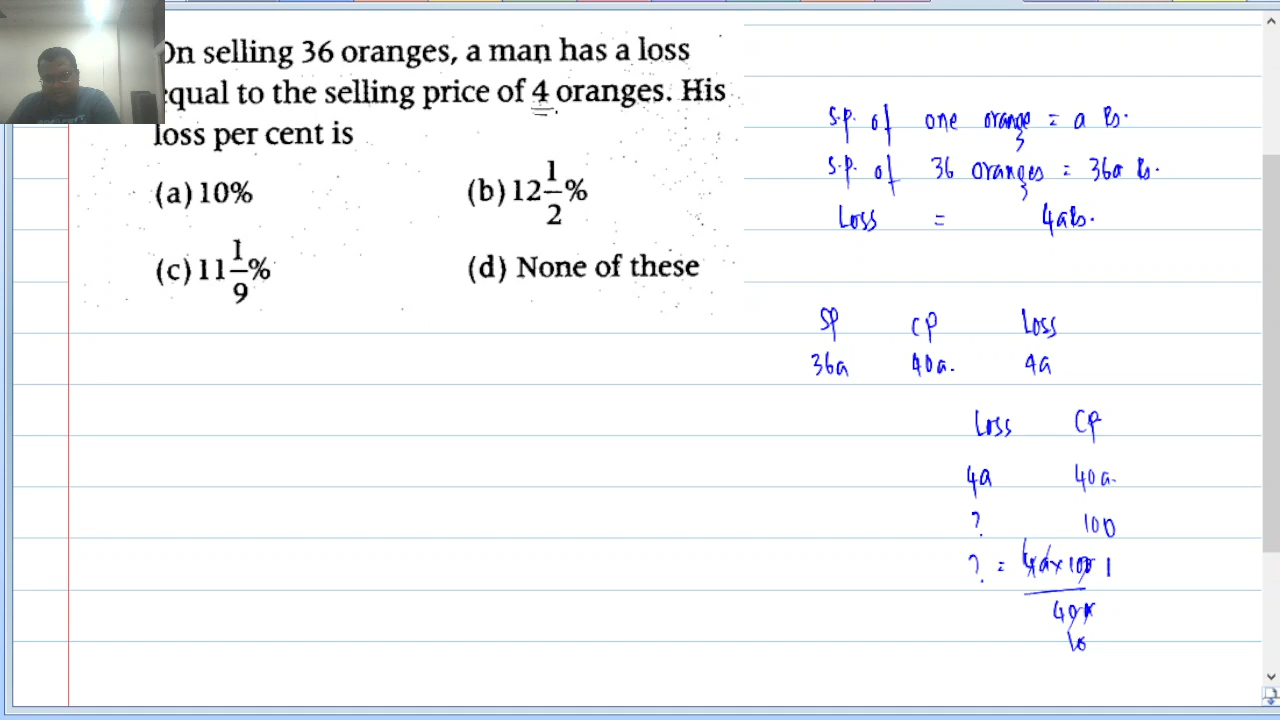 On selling 36 oranges, a man has a loss
equal to the selling price of 4 oranges. His
loss per cent is
(a) 10%
(b) 12 1/2 %
(c) 11 1/9 %
(d) None of these
S.P. of one orange = a Rs.
S.P. of 36 oranges = 36a Rs.
Loss = 4a Rs.
SP CP Loss
36a 40a. 4a
Loss CP
4a 40a.
? 100
? = 4a x 100 1
40a
10